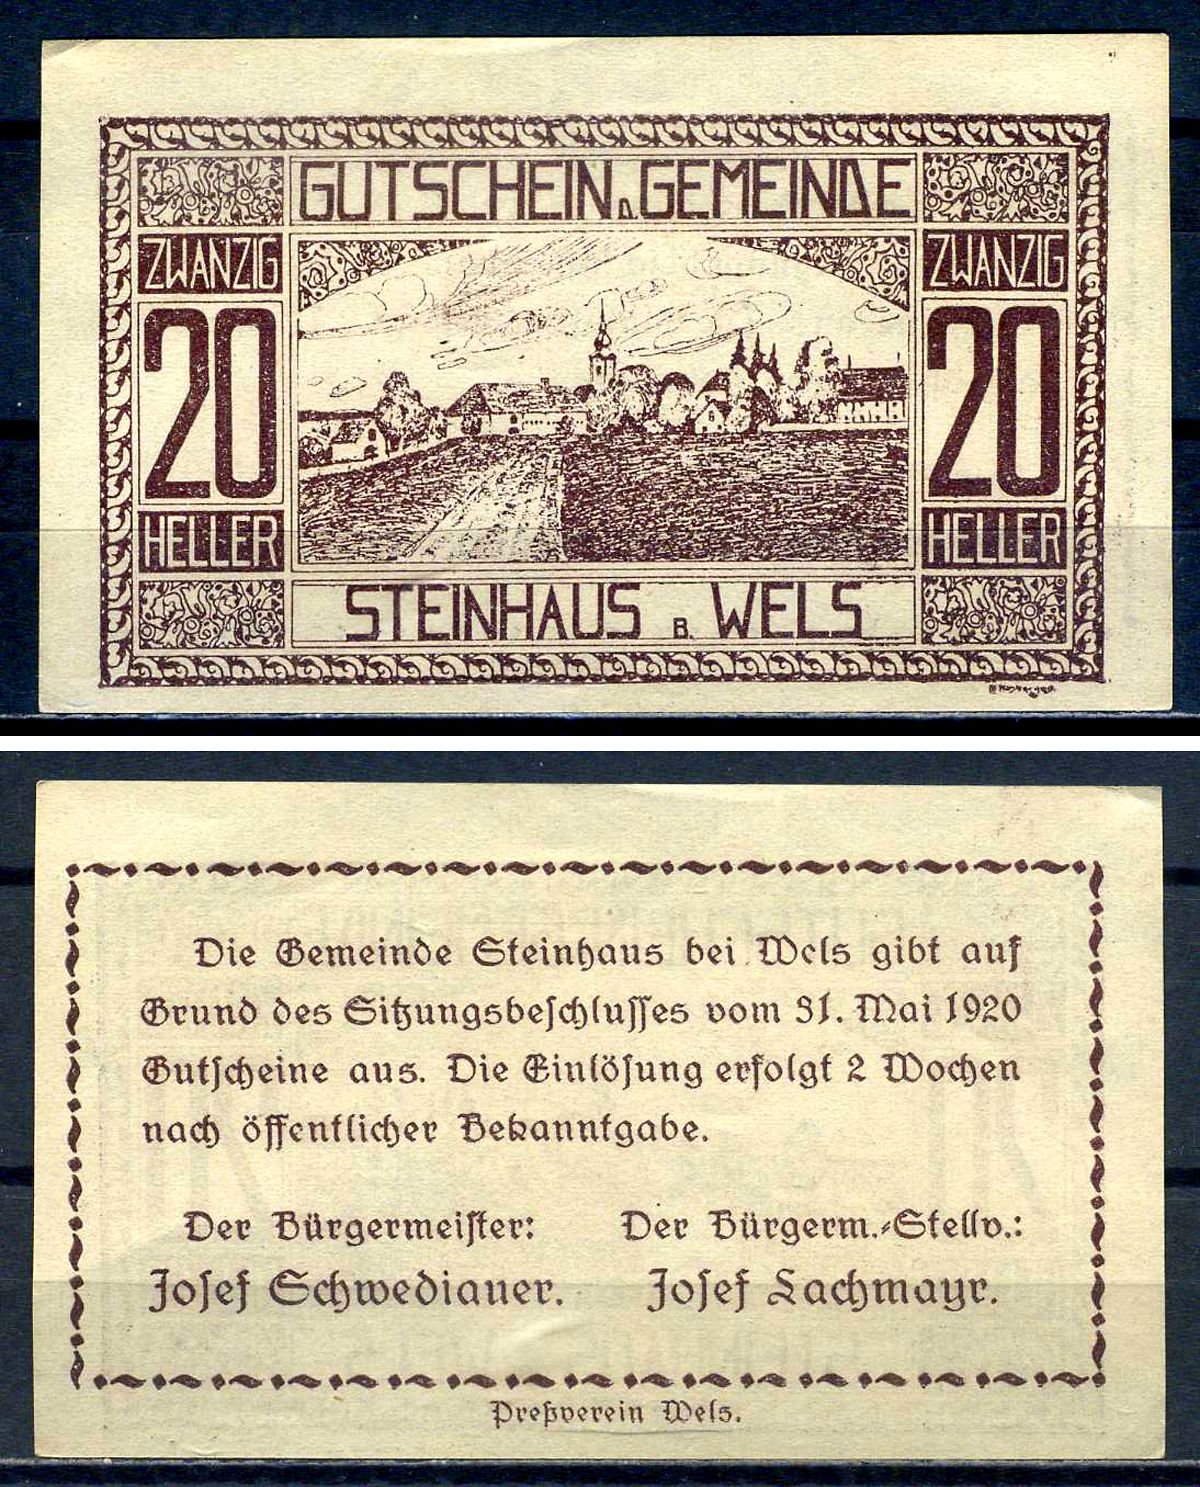 GUTSCHEIN D. GEMEINDE
ZWANZIG
20
HELLER
ZWANZIG
20
HELLER
STEINHAUS B. WELS
Die Gemeinde Steinhaus bei Wels gibt auf
Grund des Sitzungsbeschlusses vom 31. Mai 1920
Gutscheine aus. Die Einlösung erfolgt 2 Wochen
nach öffentlicher Bekanntgabe.
Der Bürgermeister:
Josef Schwediauer.
Der Bürgerm.-Stellv.:
Josef Lachmayr.
Preßverein Wels.